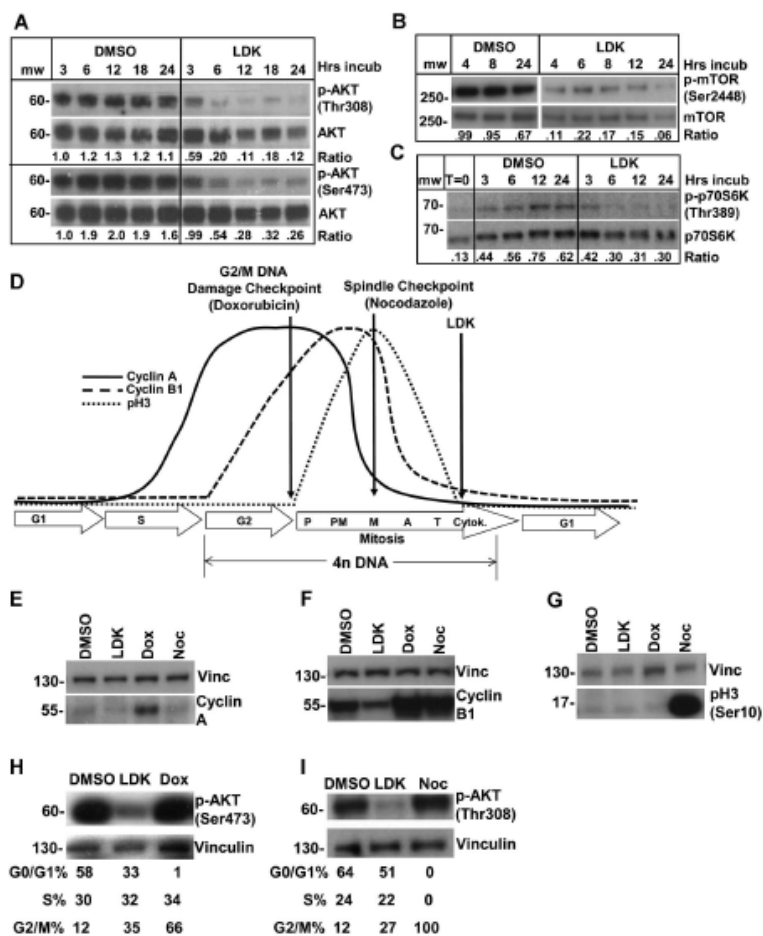 A
DMSO LDK
mw 3 6 12 18 24 3 6 12 18 24 Hrs incub
60- p-AKT
(Thr308)
60- AKT
1.0 1.2 1.3 1.2 1.1 .59 .20 .11 .18 .12 Ratio
60- p-AKT
(Ser473)
60- AKT
1.0 1.9 2.0 1.9 1.6 .99 .54 .28 .32 .26 Ratio
B
DMSO LDK
mw 4 8 24 4 6 8 12 24 Hrs incub
250- p-mTOR
(Ser2448)
250- mTOR
.99 .95 .67 .11 .22 .17 .15 .06 Ratio
C
DMSO LDK
mw T=0 3 6 12 24 3 6 12 24 Hrs incub
70- p-p70S6K
(Thr389)
70- p70S6K
.13 .44 .56 .75 .62 .42 .30 .31 .30 Ratio
D
G2/M DNA
Damage Checkpoint
(Doxorubicin)
Spindle Checkpoint
(Nocodazole)
LDK
Cyclin A
Cyclin B1
pH3
G1 S G2 P PM M A T Cytok. G1
Mitosis
4n DNA
E
DMSO LDK Dox Noc
130- Vinc
55- Cyclin
A
F
DMSO LDK Dox Noc
130- Vinc
55- Cyclin
B1
G
DMSO LDK Dox Noc
130- Vinc
17- pH3
(Ser10)
H
DMSO LDK Dox
60- p-AKT
(Ser473)
130- Vinculin
G0/G1% 58 33 1
S% 30 32 34
G2/M% 12 35 66
I
DMSO LDK Noc
60- p-AKT
(Thr308)
130- Vinculin
G0/G1% 64 51 0
S% 24 22 0
G2/M% 12 27 100